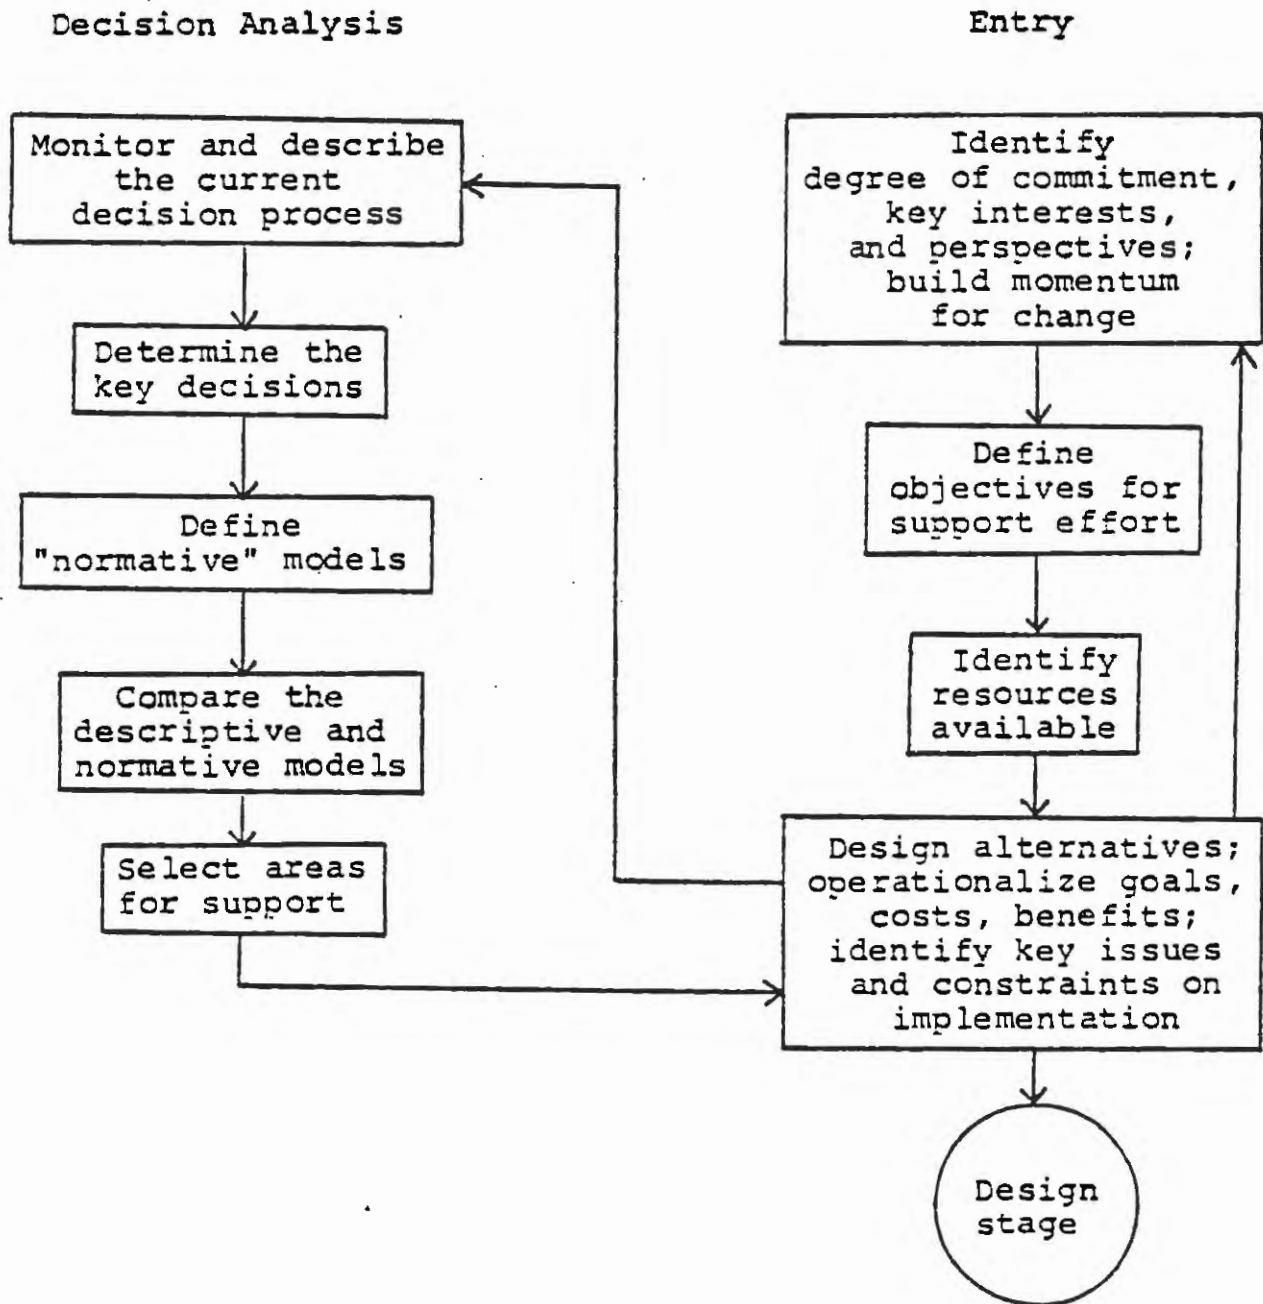 Decision Analysis
Monitor and describe
the current
decision process
Determine the
key decisions
Define
"normative" models
Compare the
descriptive and
normative models
Select areas
for support
Entry
Identify
degree of commitment,
key interests,
and perspectives;
build momentum
for change
Define
objectives for
support effort
Identify
resources
available
Design alternatives;
operationalize goals,
costs, benefits;
identify key issues
and constraints on
implementation
Design
stage